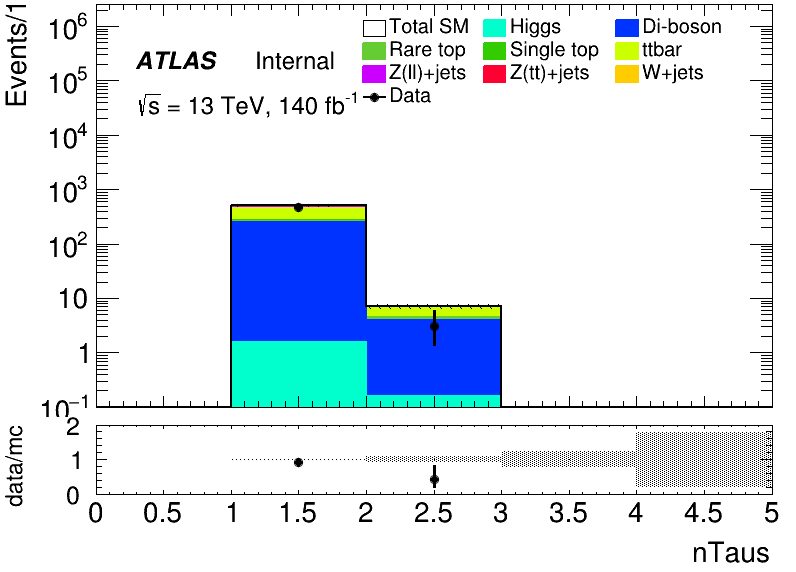 Events/1
10⁶
10⁵
10⁴
10³
10²
10
1
10⁻¹
ATLAS Internal
√s = 13 TeV, 140 fb⁻¹
Total SM Higgs Di-boson
Rare top Single top ttbar
Z(ll)+jets Z(tt)+jets W+jets
Data
data/mc
2
1
0
0 0.5 1 1.5 2 2.5 3 3.5 4 4.5 5
nTaus